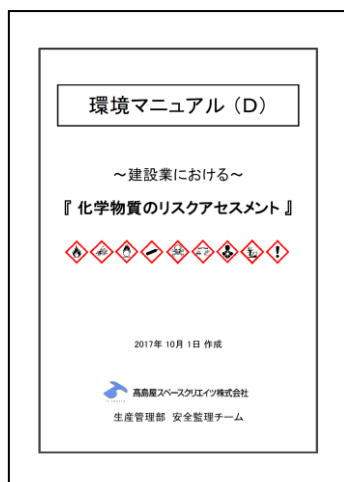 環境マニュアル（D）
～建設業における～
『 化学物質のリスクアセスメント 』
2017年 10月 1日 作成
高島屋スペースクリエイツ株式会社
生産管理部 安全監理チーム